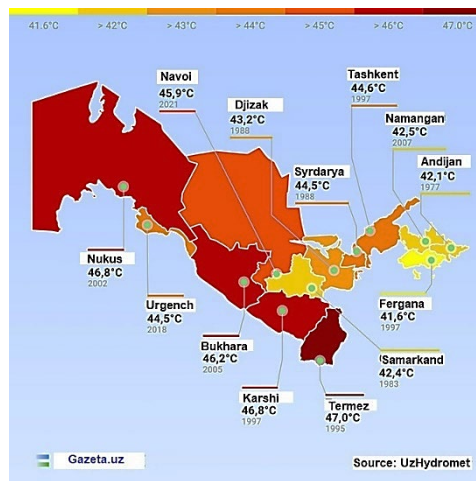 41.6°C
> 42°C
> 43°C
> 44°C
> 45°C
> 46°C
47.0°C
Navoi
45,9°C
2021
Djizak
43,2°C
1988
Tashkent
44,6°C
1997
Namangan
42,5°C
2007
Andijan
42,1°C
1977
Syrdarya
44,5°C
1988
Nukus
46,8°C
2002
Urgench
44,5°C
2018
Bukhara
46,2°C
2005
Karshi
46,8°C
1997
Termez
47,0°C
1995
Samarkand
42,4°C
1983
Fergana
41,6°C
1997
Gazeta.uz
Source: UzHydromet